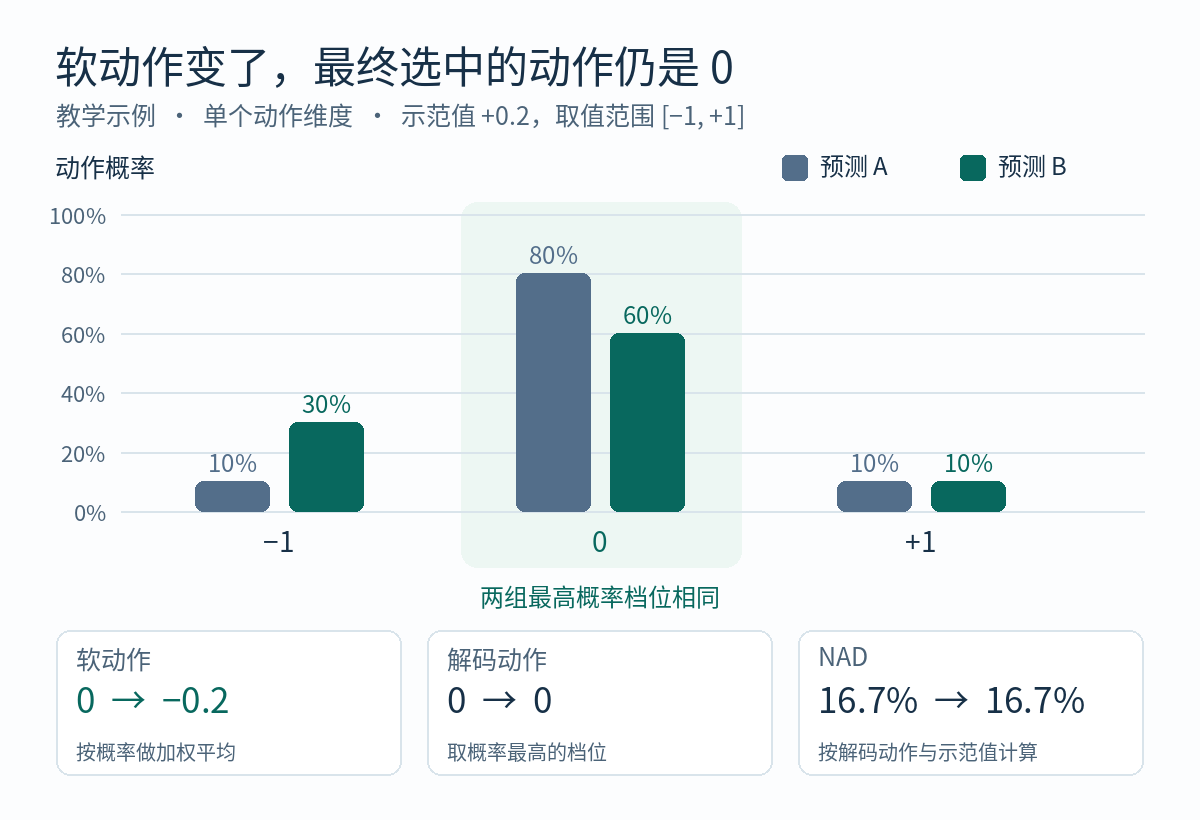 软动作变了，最终选中的动作仍是 0
教学示例 • 单个动作维度 • 示范值 +0.2，取值范围 [−1, +1]
动作概率
预测 A
预测 B
100%
80%
60%
40%
20%
0%
10%
30%
80%
60%
10%
10%
−1
0
+1
两组最高概率档位相同
软动作
0 → −0.2
按概率做加权平均
解码动作
0 → 0
取概率最高的档位
NAD
16.7% → 16.7%
按解码动作与示范值计算